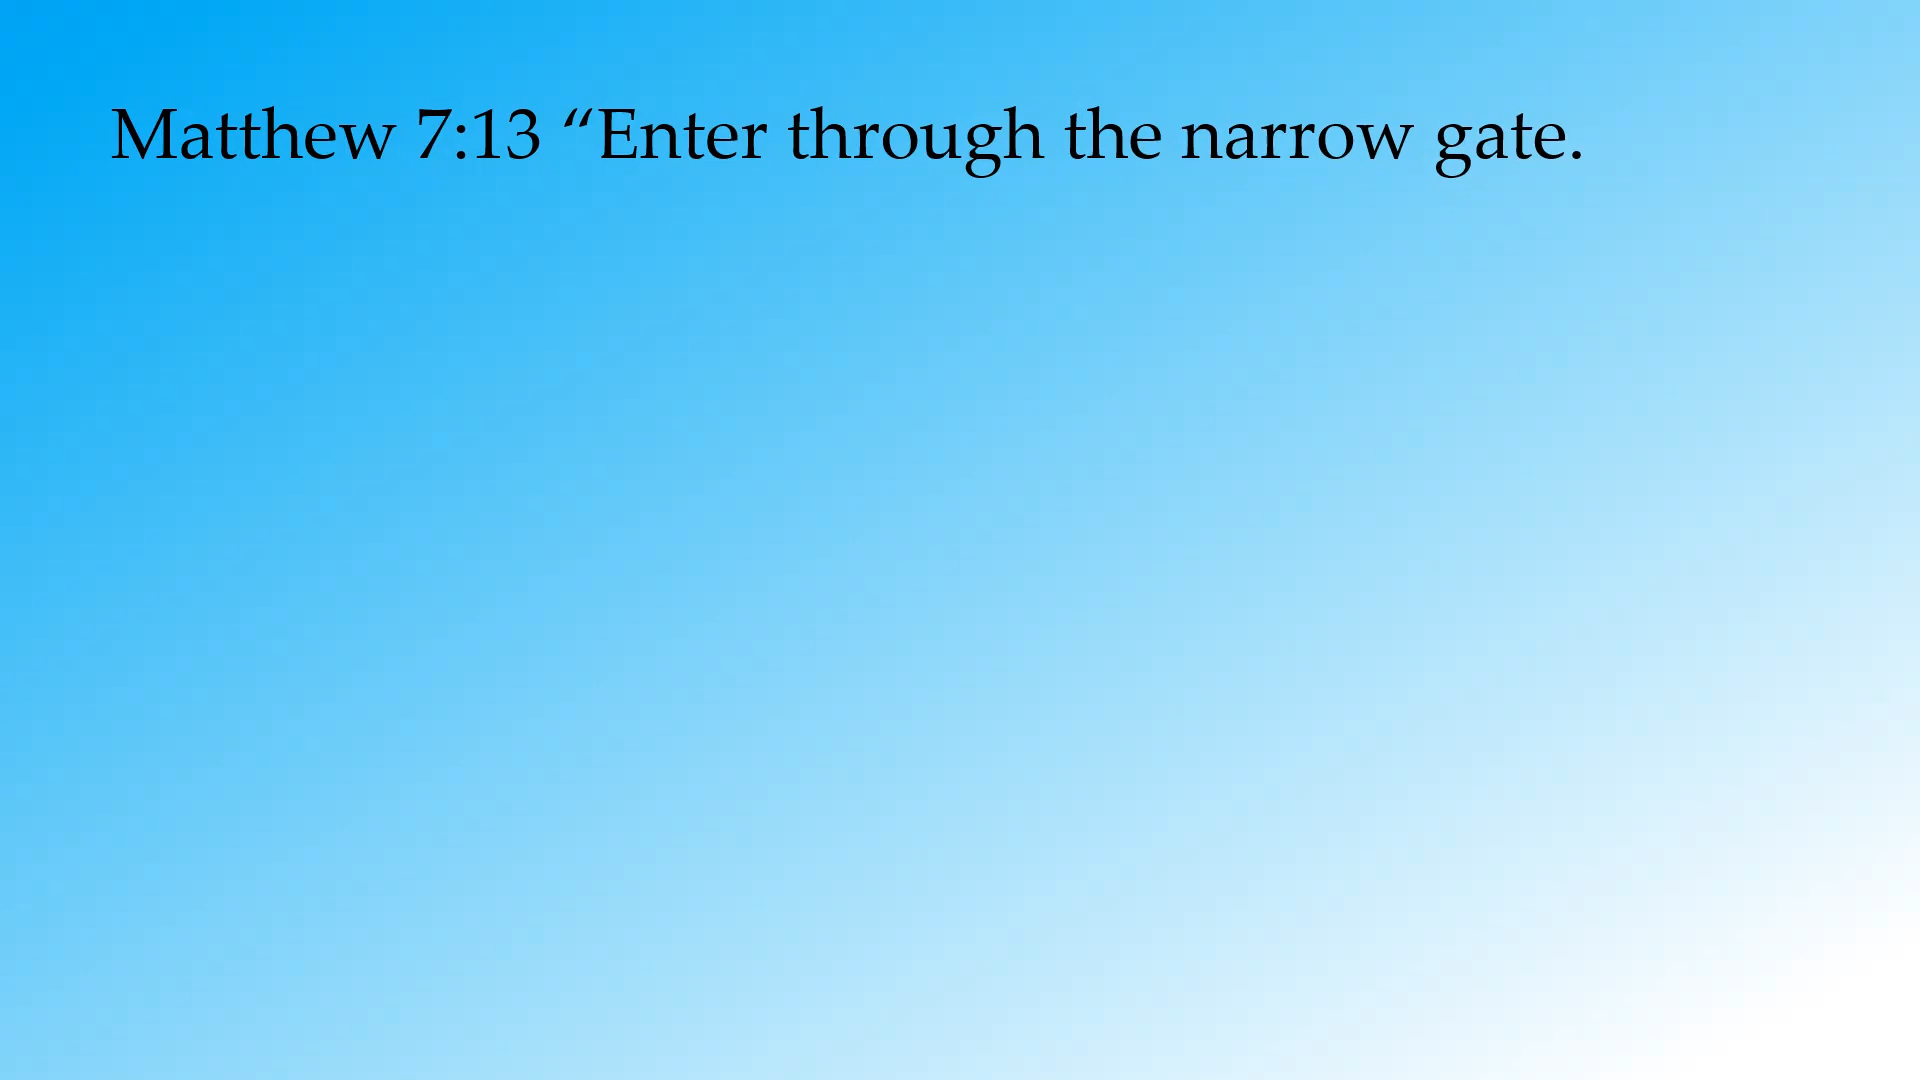 Matthew 7:13 “Enter through the narrow gate.